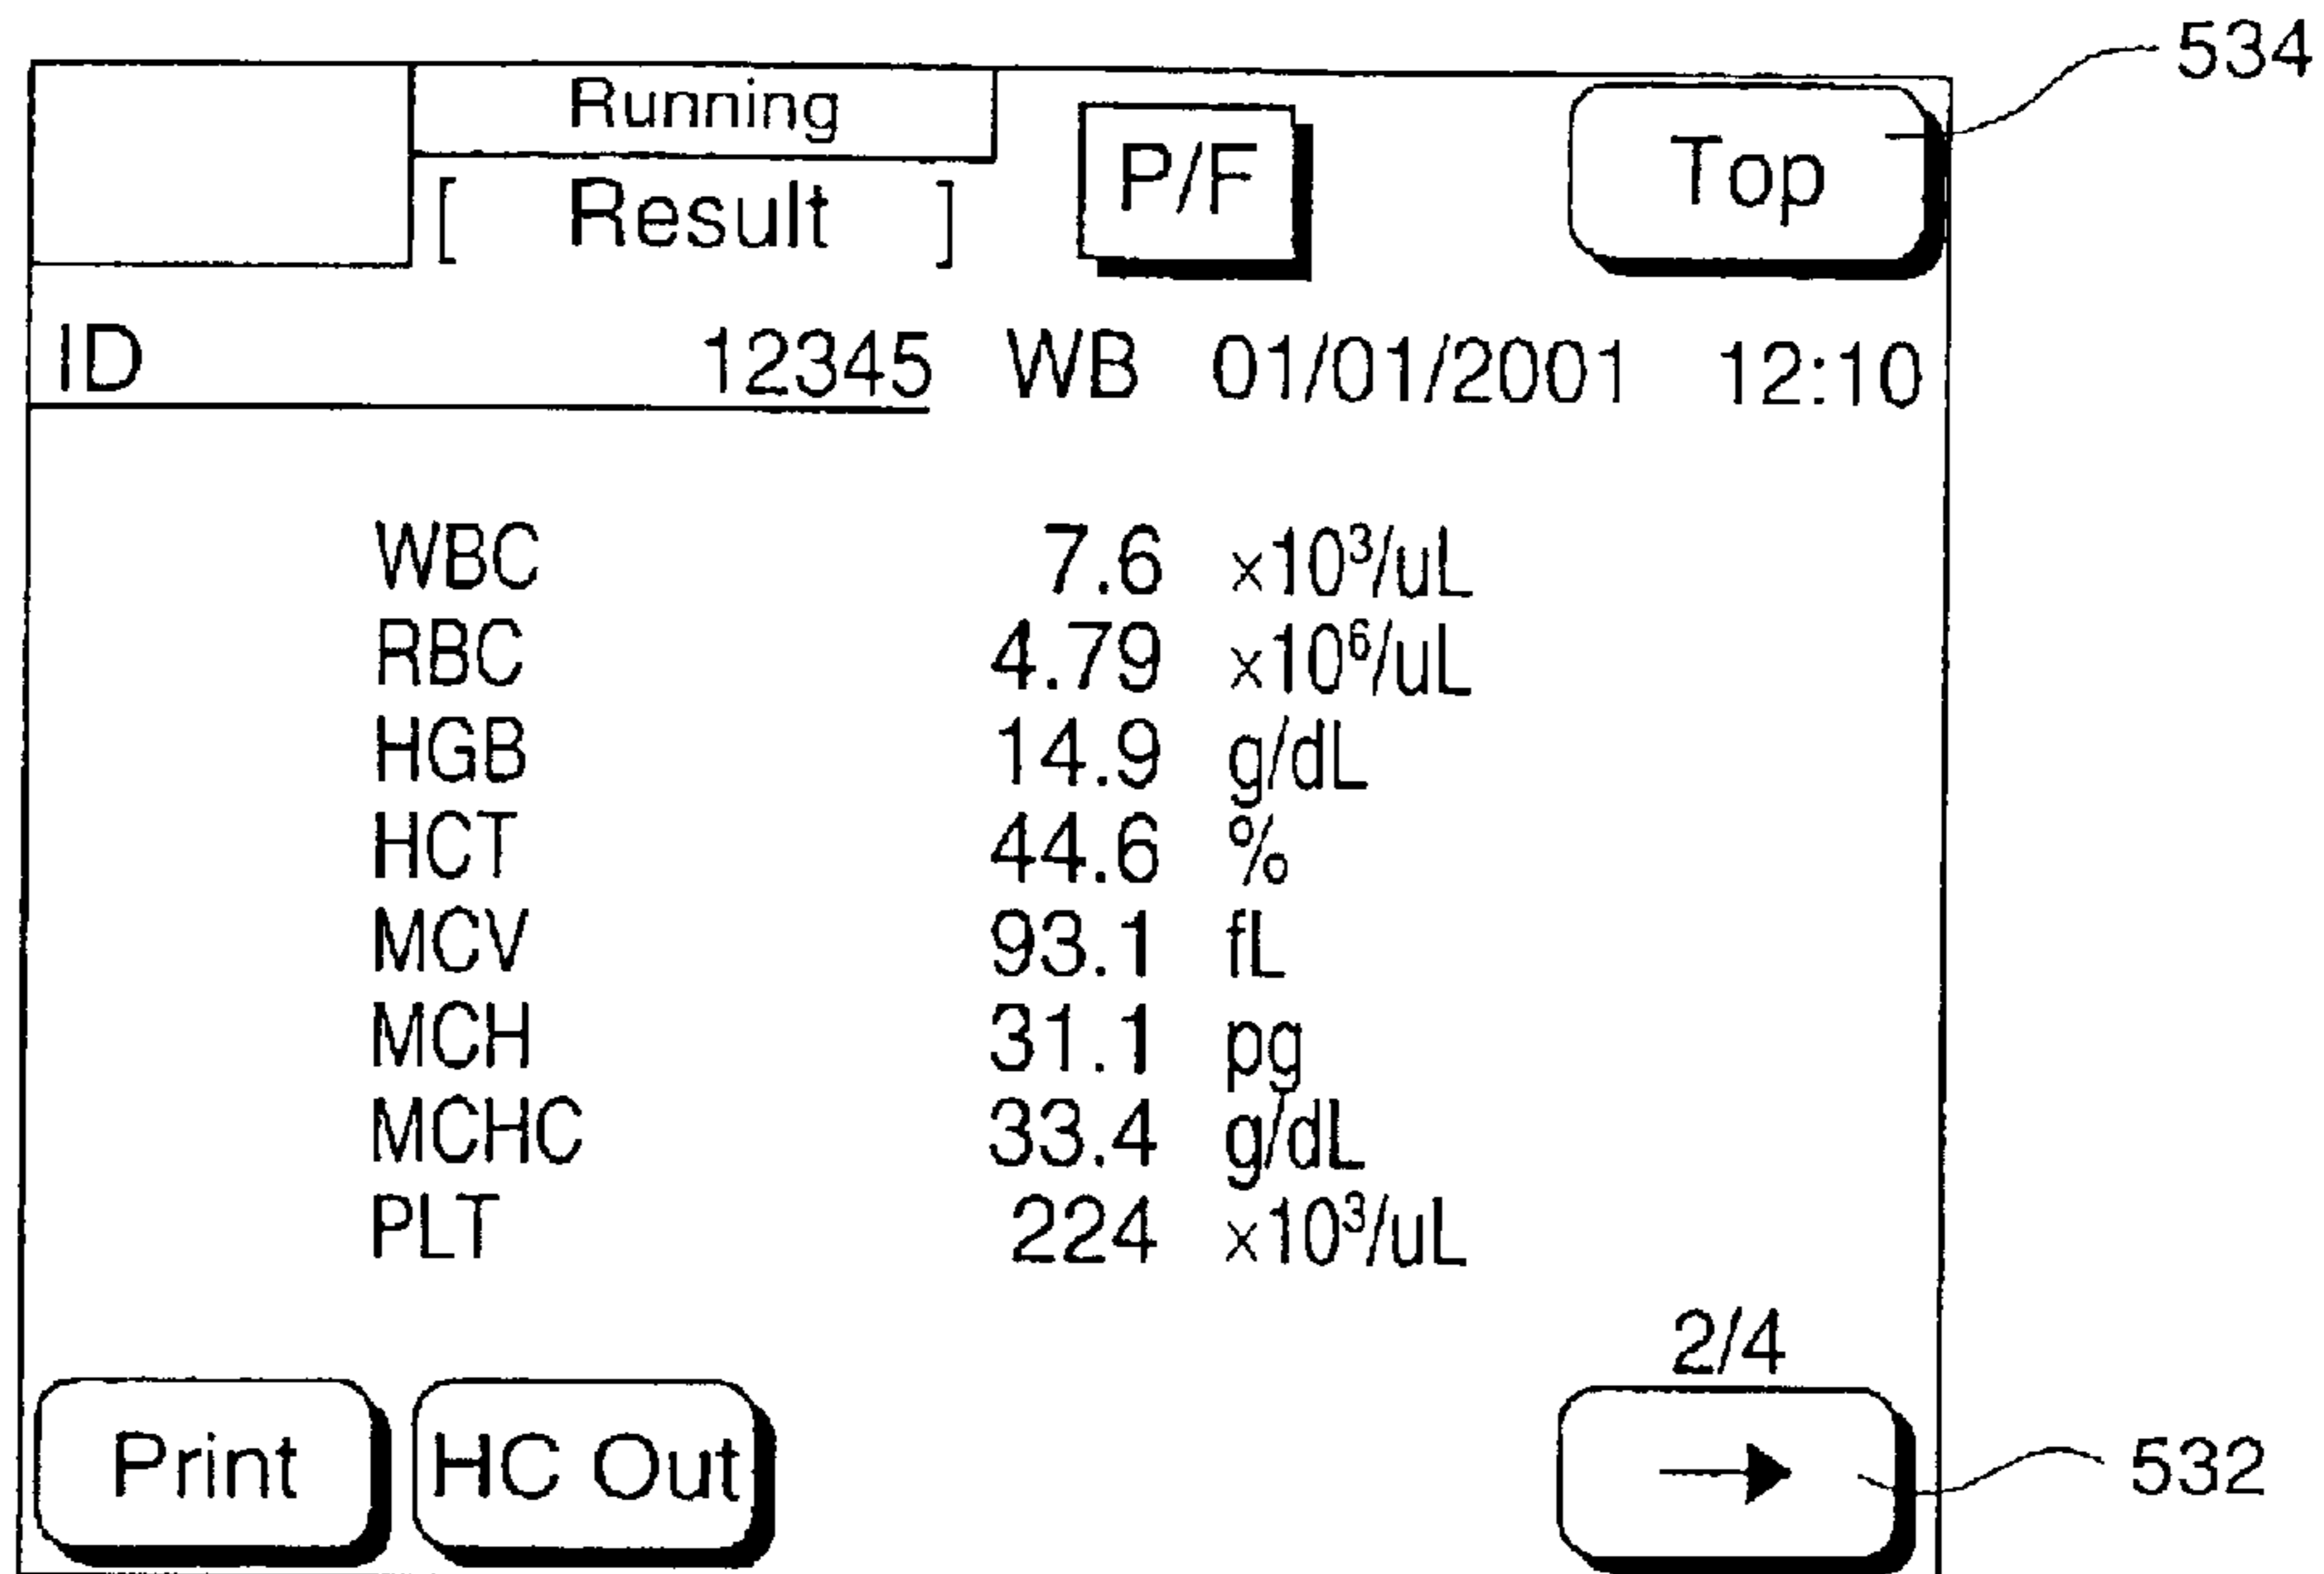 534
Running
P/F
Top
[ Result ]
ID 12345 WB 01/01/2001 12:10
WBC 7.6 ×10³/uL
RBC 4.79 ×10⁶/uL
HGB 14.9 g/dL
HCT 44.6 %
MCV 93.1 fL
MCH 31.1 pg
MCHC 33.4 g/dL
PLT 224 ×10³/uL
2/4
Print HC Out → 532